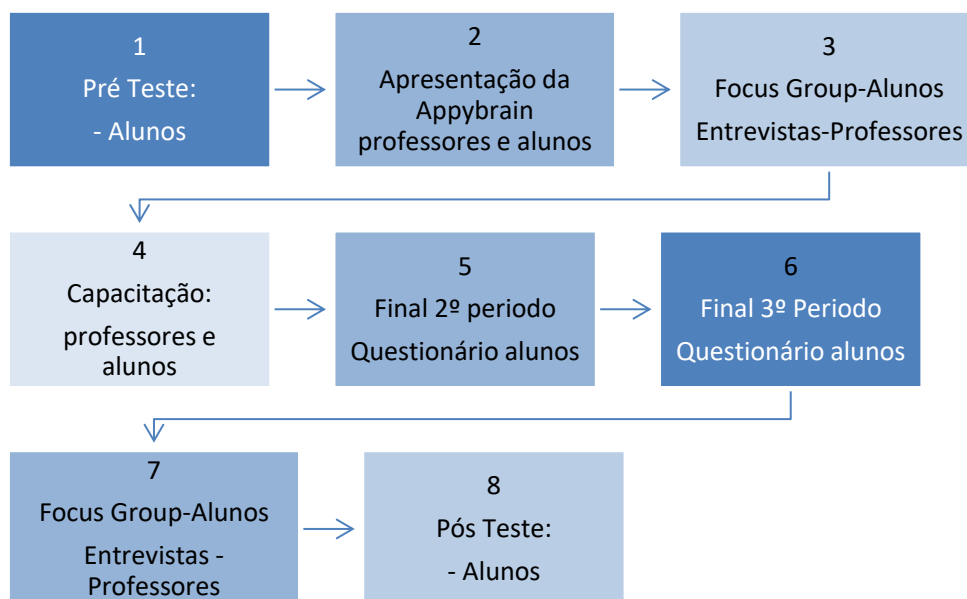 1
Pré Teste:
- Alunos
2
Apresentação da
Appybrain
professores e alunos
3
Focus Group-Alunos
Entrevistas-Professores
4
Capacitação:
professores e
alunos
5
Final 2º periodo
Questionário alunos
6
Final 3º Periodo
Questionário alunos
7
Focus Group-Alunos
Entrevistas -
Professores
8
Pós Teste:
- Alunos